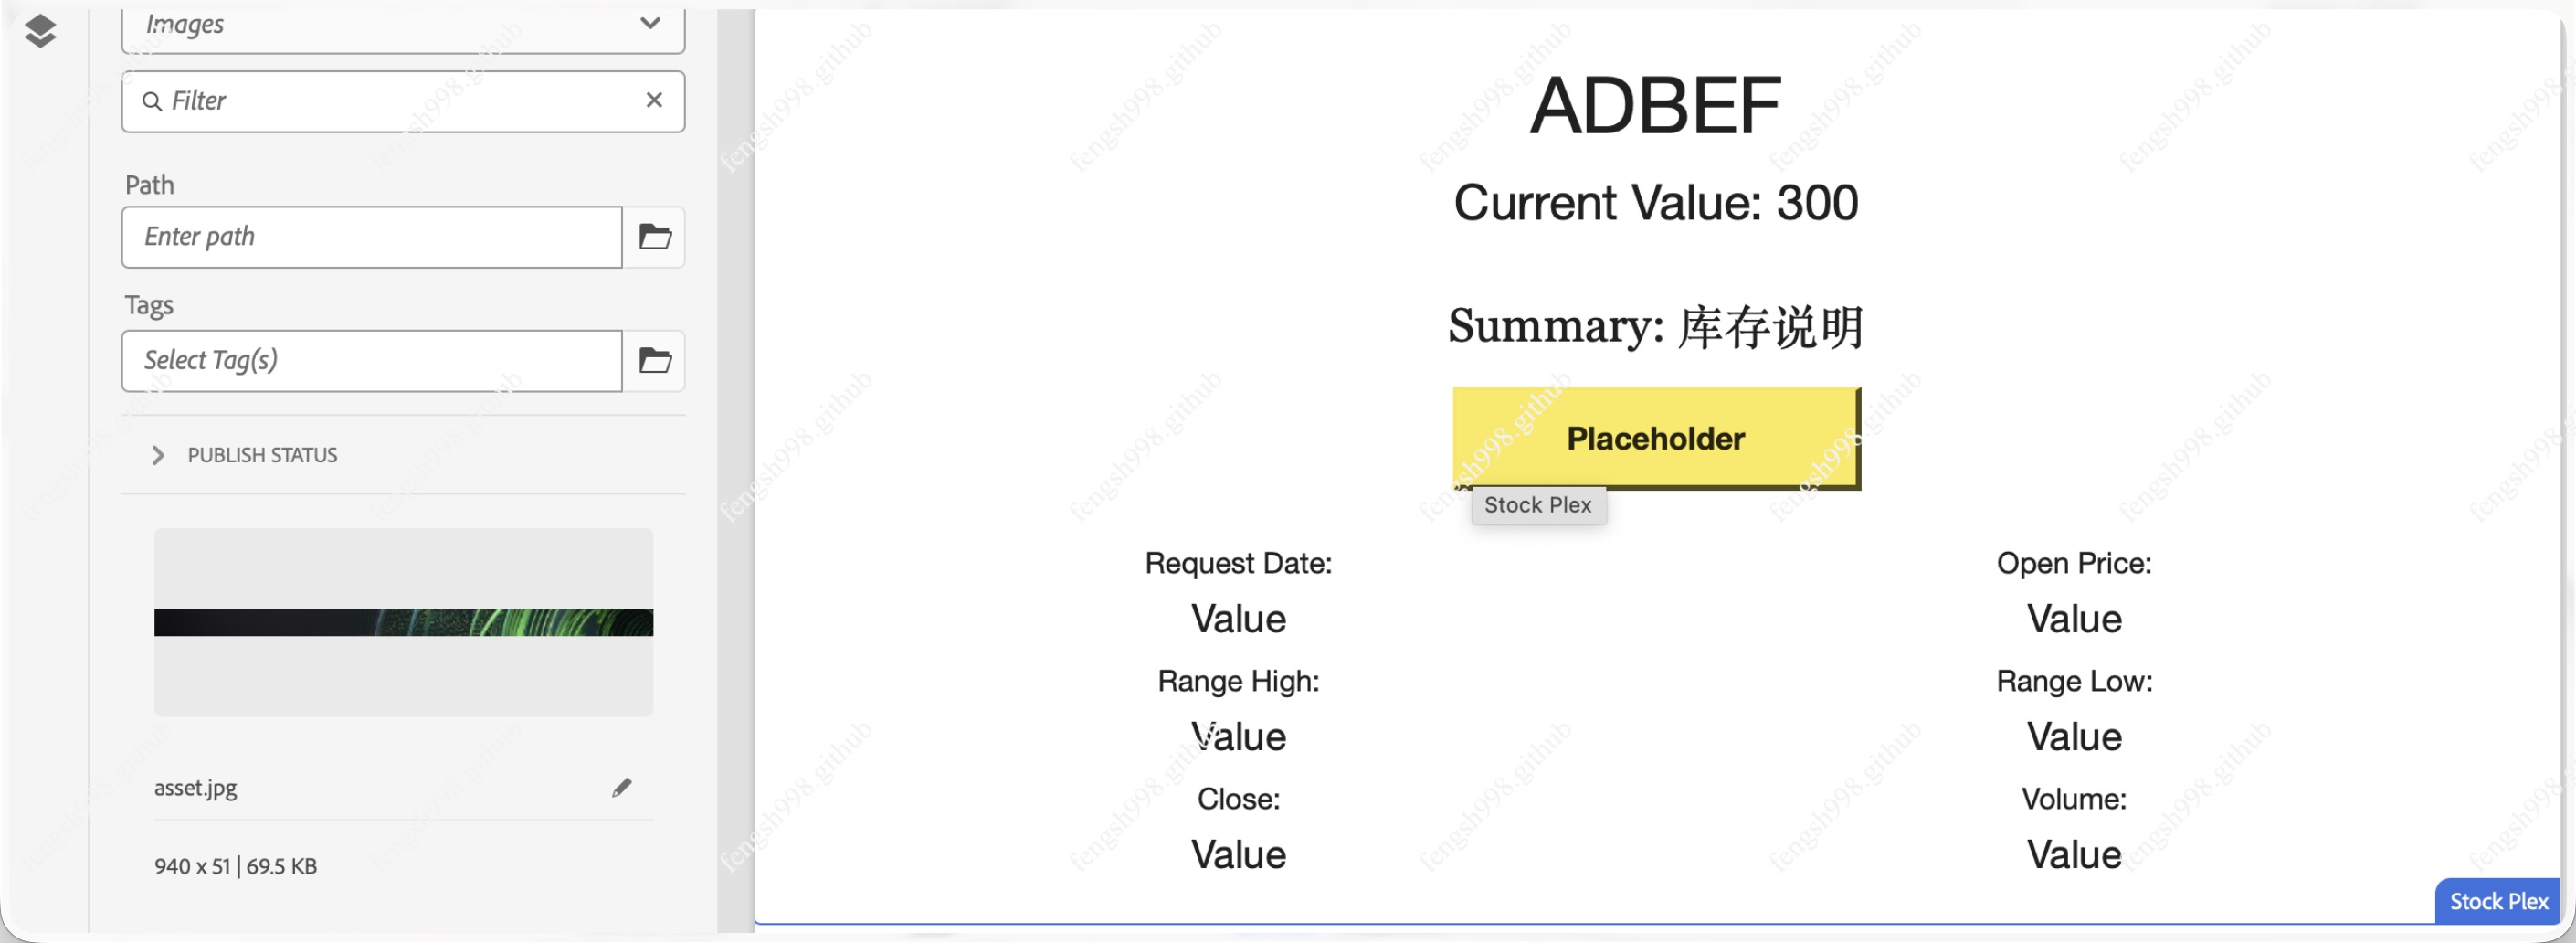 Images
Filter
Path
Enter path
Tags
Select Tag(s)
PUBLISH STATUS
asset.jpg
940 x 51 | 69.5 KB
ADBEF
Current Value: 300
Summary: 库存说明
Placeholder
Stock Plex
Request Date:
Value
Open Price:
Value
Range High:
Value
Range Low:
Value
Close:
Value
Volume:
Value
Stock Plex
fengsh998.github